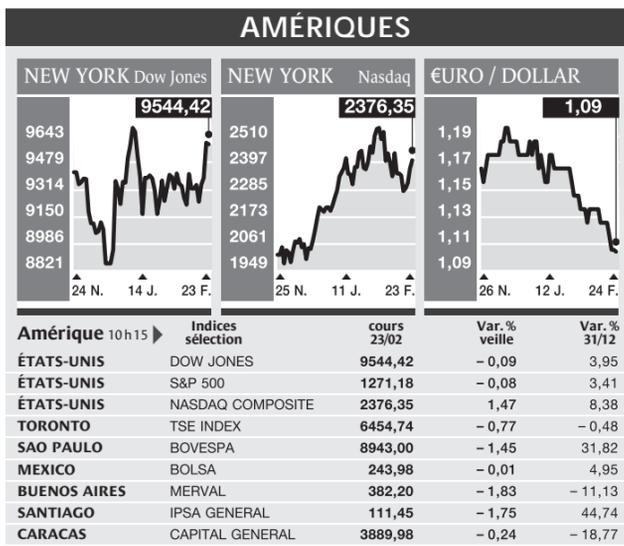 AMÉRIQUES
NEW YORK Dow Jones
9544,42
9643
9479
9314
9150
8986
8821
24 N. 14 J. 23 F.
NEW YORK Nasdaq
2376,35
2510
2397
2285
2173
2061
1949
25 N. 11 J. 23 F.
€URO / DOLLAR
1,09
1,19
1,17
1,15
1,13
1,11
1,09
26 N. 12 J. 24 F.
Amérique 10h15 Indices sélection cours 23/02 Var. % veille Var. % 31/12
ÉTATS-UNIS DOW JONES 9544,42 – 0,09 3,95
ÉTATS-UNIS S&P 500 1271,18 – 0,08 3,41
ÉTATS-UNIS NASDAQ COMPOSITE 2376,35 1,47 8,38
TORONTO TSE INDEX 6454,74 – 0,77 – 0,48
SAO PAULO BOVESPA 8943,00 – 1,45 31,82
MEXICO BOLSA 243,98 – 0,01 4,95
BUENOS AIRES MERVAL 382,20 – 1,83 – 11,13
SANTIAGO IPSA GENERAL 111,45 – 1,75 44,74
CARACAS CAPITAL GENERAL 3889,98 – 0,24 – 18,77